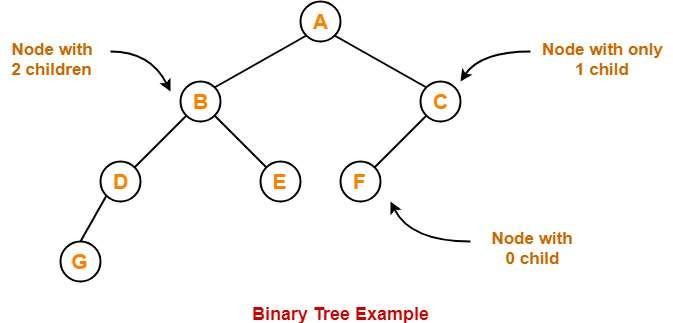 A
Node with
2 children
Node with only
1 child
B
C
D
E
F
G
Node with
0 child
Binary Tree Example